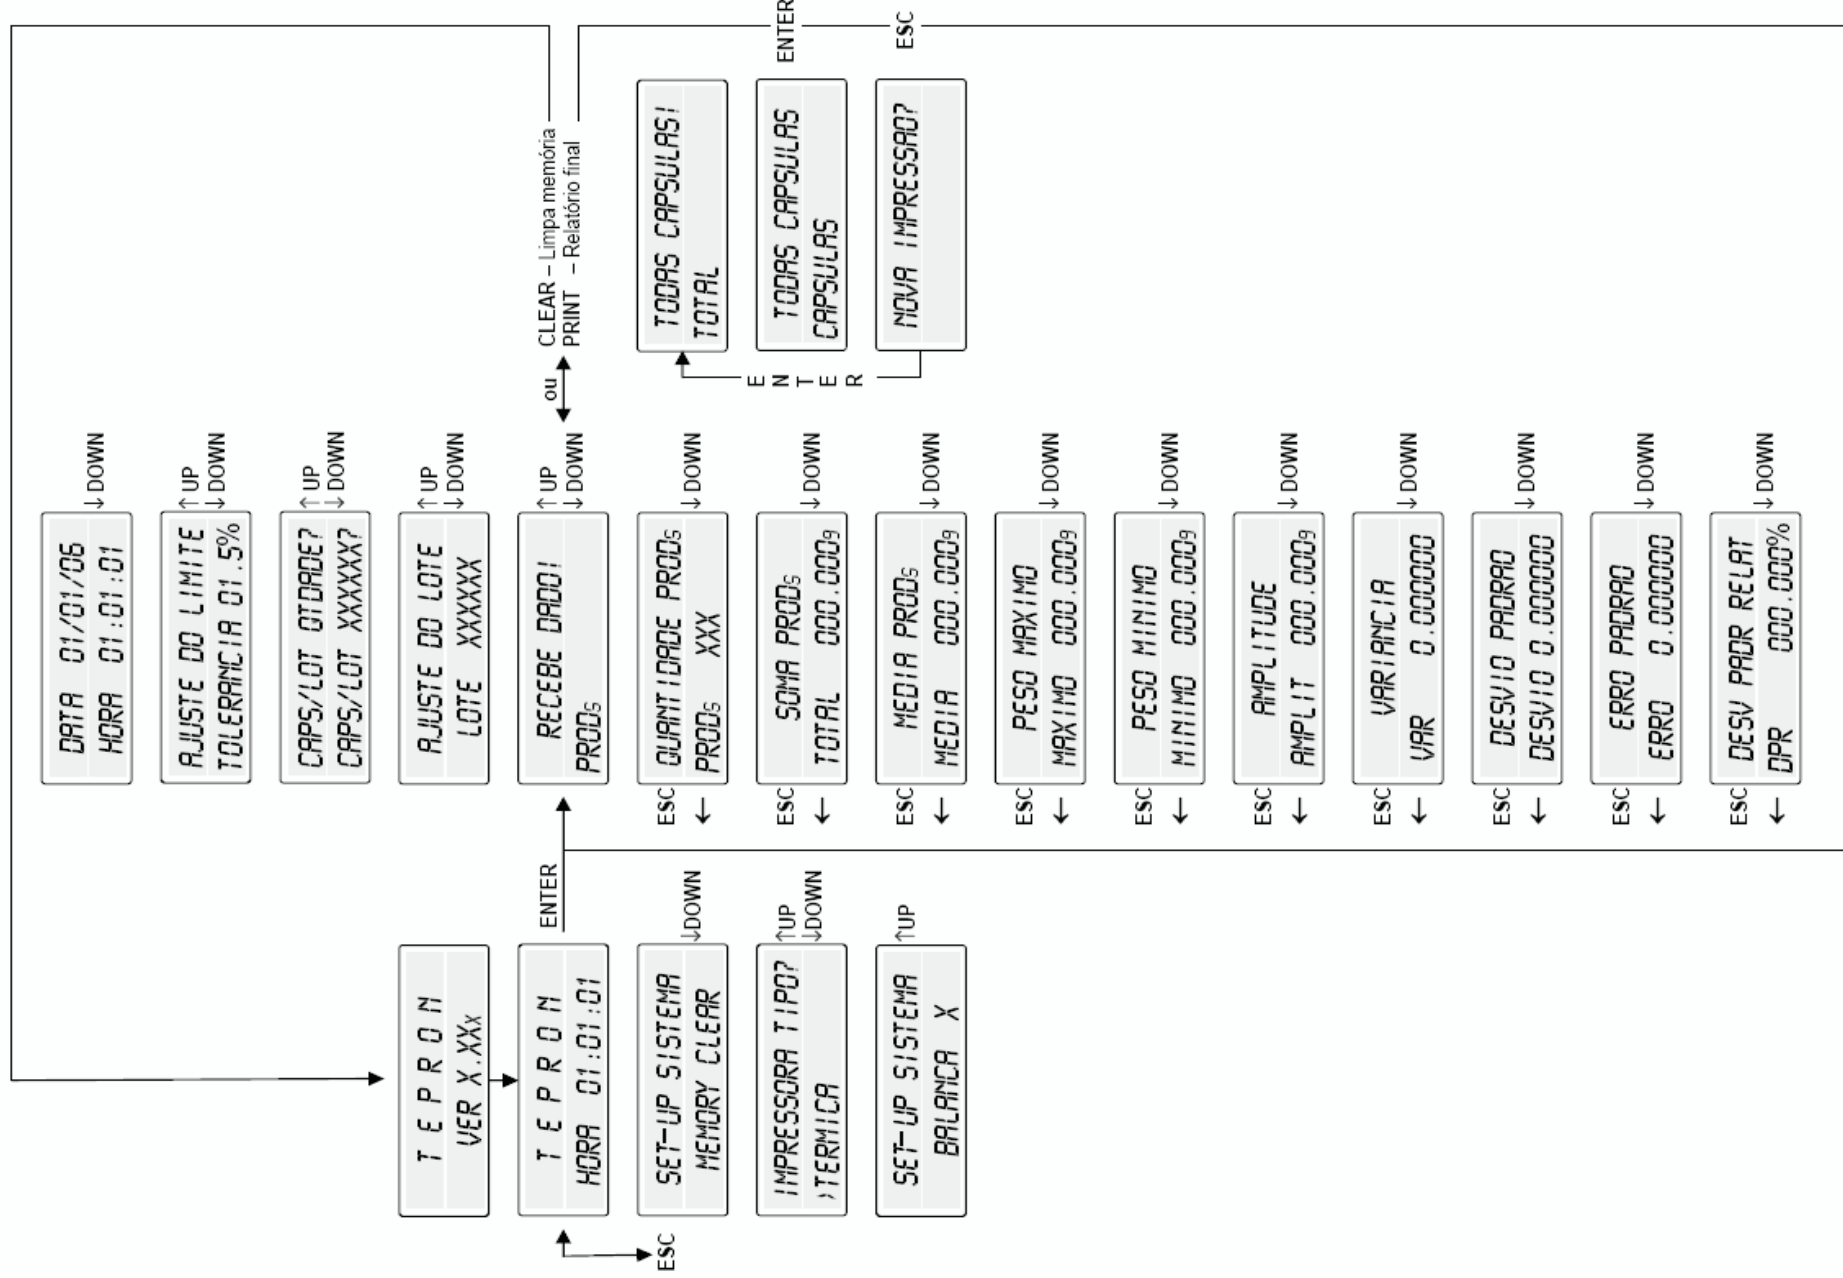 T E P R O N
VER X.XXx
T E P R O N
HORA 01:01:01
ESC
ENTER
SET-UP SISTEMA
MEMORY CLEAR
↓DOWN
IMPRESSORA TIPO?
>TERMICA
↑UP
↓DOWN
SET-UP SISTEMA
BALANCA X
↑UP
DATA 01/01/06
HORA 01:01:01
↓DOWN
AJUSTE DO LIMITE
TOLERANCIA 01.5%
↑UP
↓DOWN
CAPS/LOT QTDADE?
CAPS/LOT XXXXXX?
↑UP
↓DOWN
AJUSTE DO LOTE
LOTE XXXXXX
↑UP
↓DOWN
RECEBE DADO!
PRODs
↑UP
↓DOWN
ou
CLEAR – Limpa memória
PRINT – Relatório final
ESC
←
QUANTIDADE PRODs
PRODs XXX
↓DOWN
ESC
←
SOMA PRODs
TOTAL 000.000g
↓DOWN
ESC
←
MEDIA PRODs
MEDIA 000.000g
↓DOWN
ESC
←
PESO MAXIMO
MAXIMO 000.000g
↓DOWN
ESC
←
PESO MINIMO
MINIMO 000.000g
↓DOWN
ESC
←
AMPLITUDE
AMPLIT 000.000g
↓DOWN
ESC
←
VARIANCIA
VAR 0.000000
↓DOWN
ESC
←
DESVIO PADRAO
DESVIO 0.000000
↓DOWN
ESC
←
ERRO PADRAO
ERRO 0.000000
↓DOWN
ESC
←
DESV PADR RELAT
DPR 000.000%
↓DOWN
TODAS CAPSULAS!
TOTAL
TODAS CAPSULAS
CAPSULAS
ENTER
NOVA IMPRESSAO?
ESC
ENTER